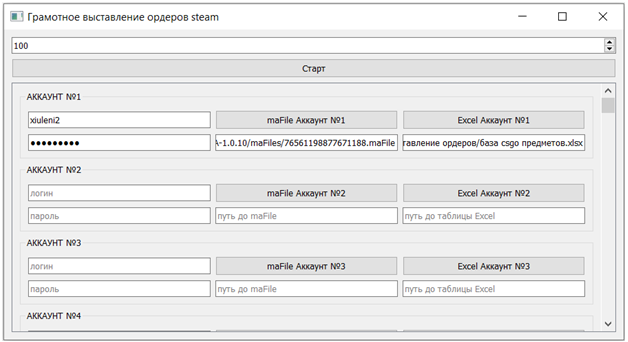 Грамотное выставление ордеров steam
100
Старт
АККАУНТ №1
xiuleni2 maFile Аккаунт №1 Excel Аккаунт №1
●●●●●●●●● A-1.0.10/maFiles/76561198877671188.maFile тавление ордеров/база csgo предметов.xlsx
АККАУНТ №2
логин maFile Аккаунт №2 Excel Аккаунт №2
пароль путь до maFile путь до таблицы Excel
АККАУНТ №3
логин maFile Аккаунт №3 Excel Аккаунт №3
пароль путь до maFile путь до таблицы Excel
АККАУНТ №4